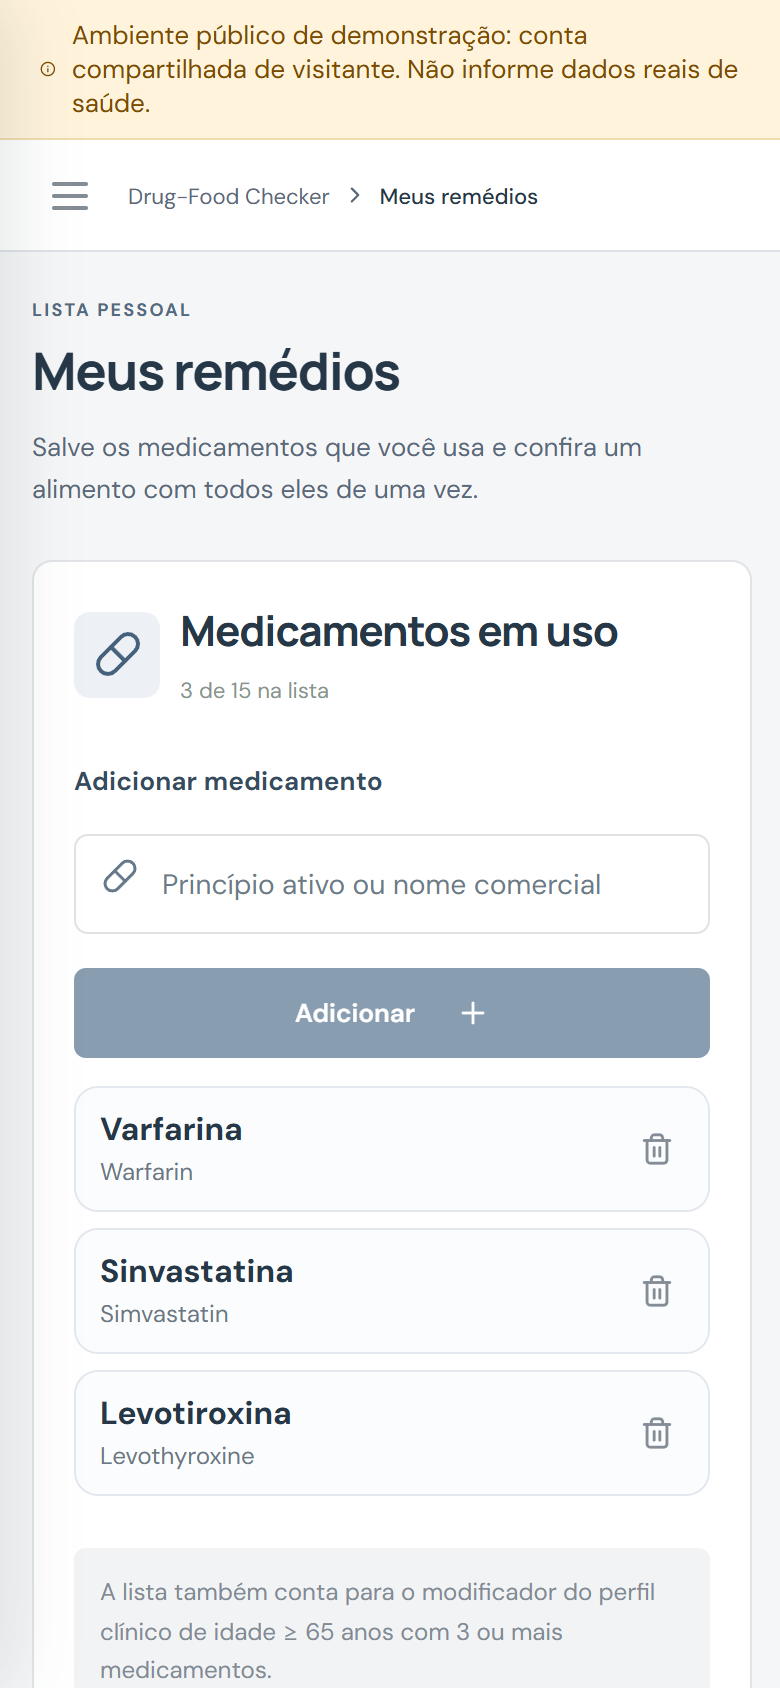 Ambiente público de demonstração: conta
compartilhada de visitante. Não informe dados reais de
saúde.
Drug-Food Checker > Meus remédios
LISTA PESSOAL
Meus remédios
Salve os medicamentos que você usa e confira um
alimento com todos eles de uma vez.
Medicamentos em uso
3 de 15 na lista
Adicionar medicamento
Princípio ativo ou nome comercial
Adicionar +
Varfarina
Warfarin
Sinvastatina
Simvastatin
Levotiroxina
Levothyroxine
A lista também conta para o modificador do perfil
clínico de idade ≥ 65 anos com 3 ou mais
medicamentos.